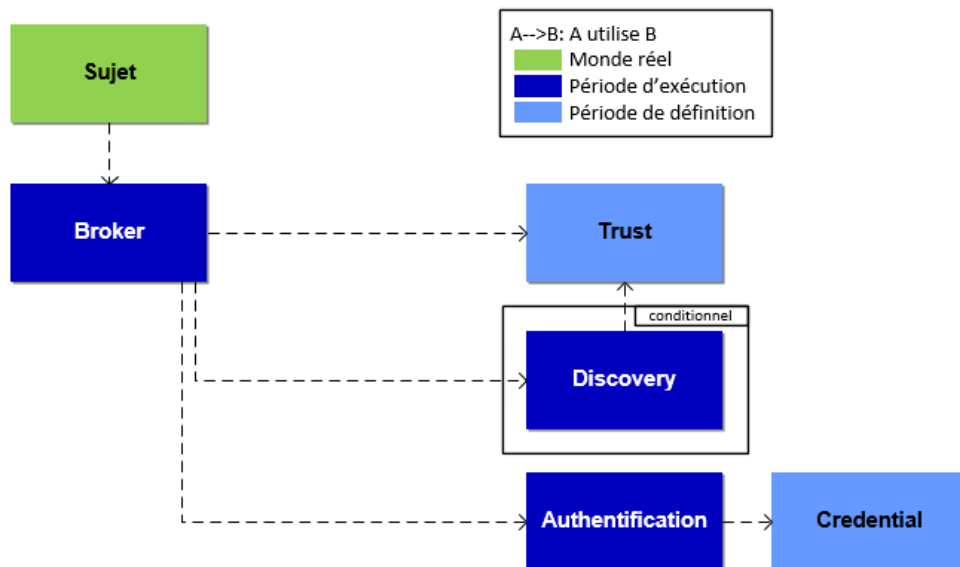 A-->B: A utilise B
Sujet
Monde réel
Période d’exécution
Période de définition
Broker
Trust
conditionnel
Discovery
Authentification
Credential